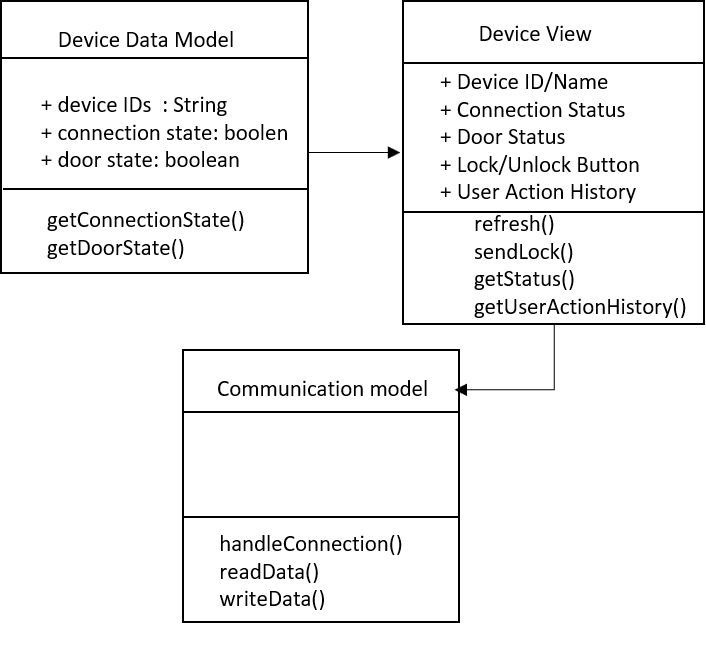 Device Data Model
+ device IDs : String
+ connection state: boolen
+ door state: boolean
getConnectionState()
getDoorState()
Device View
+ Device ID/Name
+ Connection Status
+ Door Status
+ Lock/Unlock Button
+ User Action History
refresh()
sendLock()
getStatus()
getUserActionHistory()
Communication model
handleConnection()
readData()
writeData()